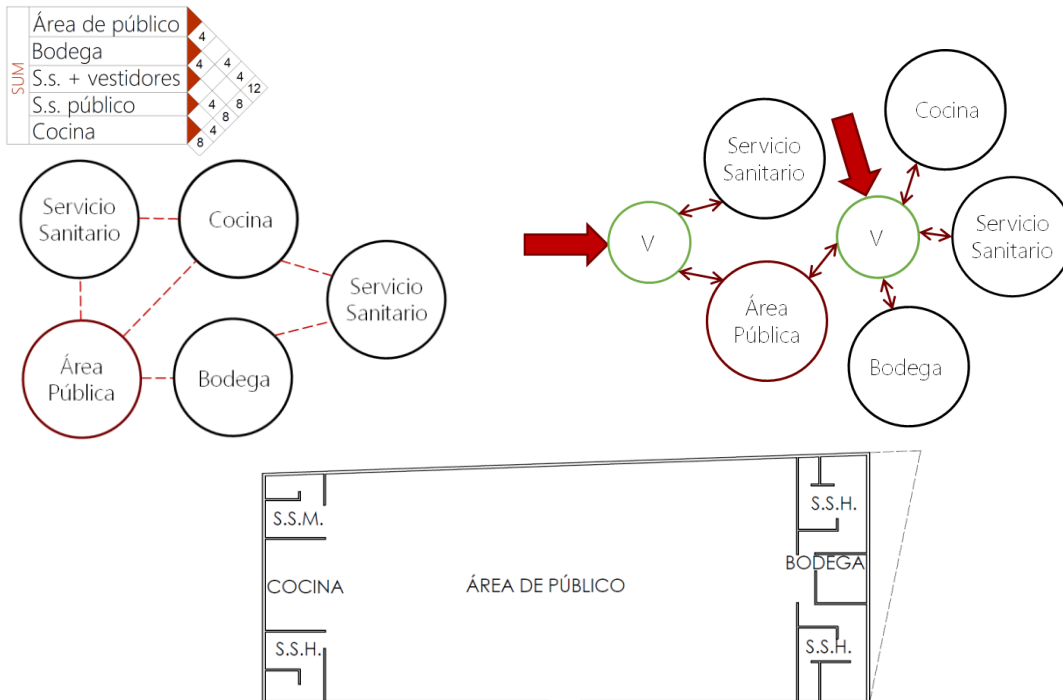 SUM
Área de público
Bodega
S.s. + vestidores
S.s. público
Cocina
4
4
4
4
12
4
8
8
4
8
Servicio
Sanitario
Cocina
Servicio
Sanitario
Área
Pública
Bodega
Servicio
Sanitario
Cocina
V
V
Servicio
Sanitario
Área
Pública
Bodega
S.S.M.
S.S.H.
COCINA
ÁREA DE PÚBLICO
BODEGA
S.S.H.
S.S.H.